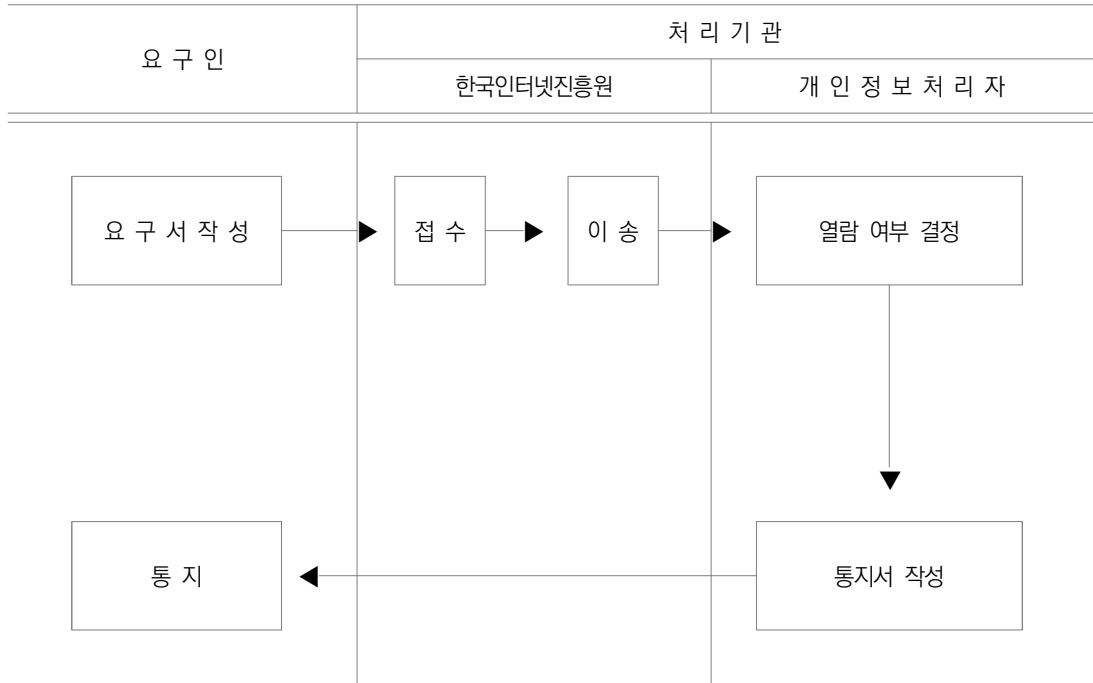 처 리 기 관
요 구 인
한국인터넷진흥원
개 인 정 보 처 리 자
요 구 서 작 성
접 수
이 송
열람 여부 결정
통 지
통지서 작성